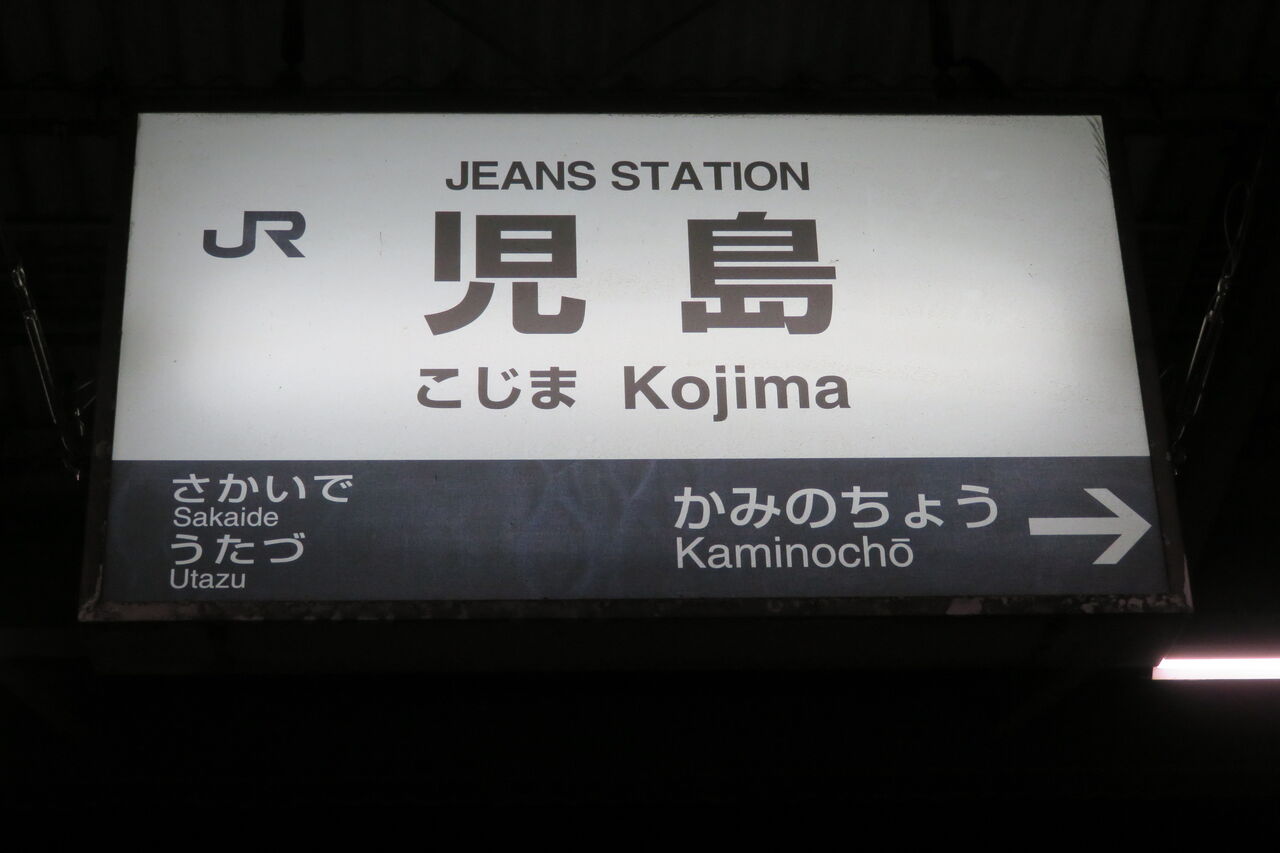 JEANS STATION
JR
児島
こじま Kojima
さかいで
Sakaide
うたづ
Utazu
かみのちょう
Kaminochō